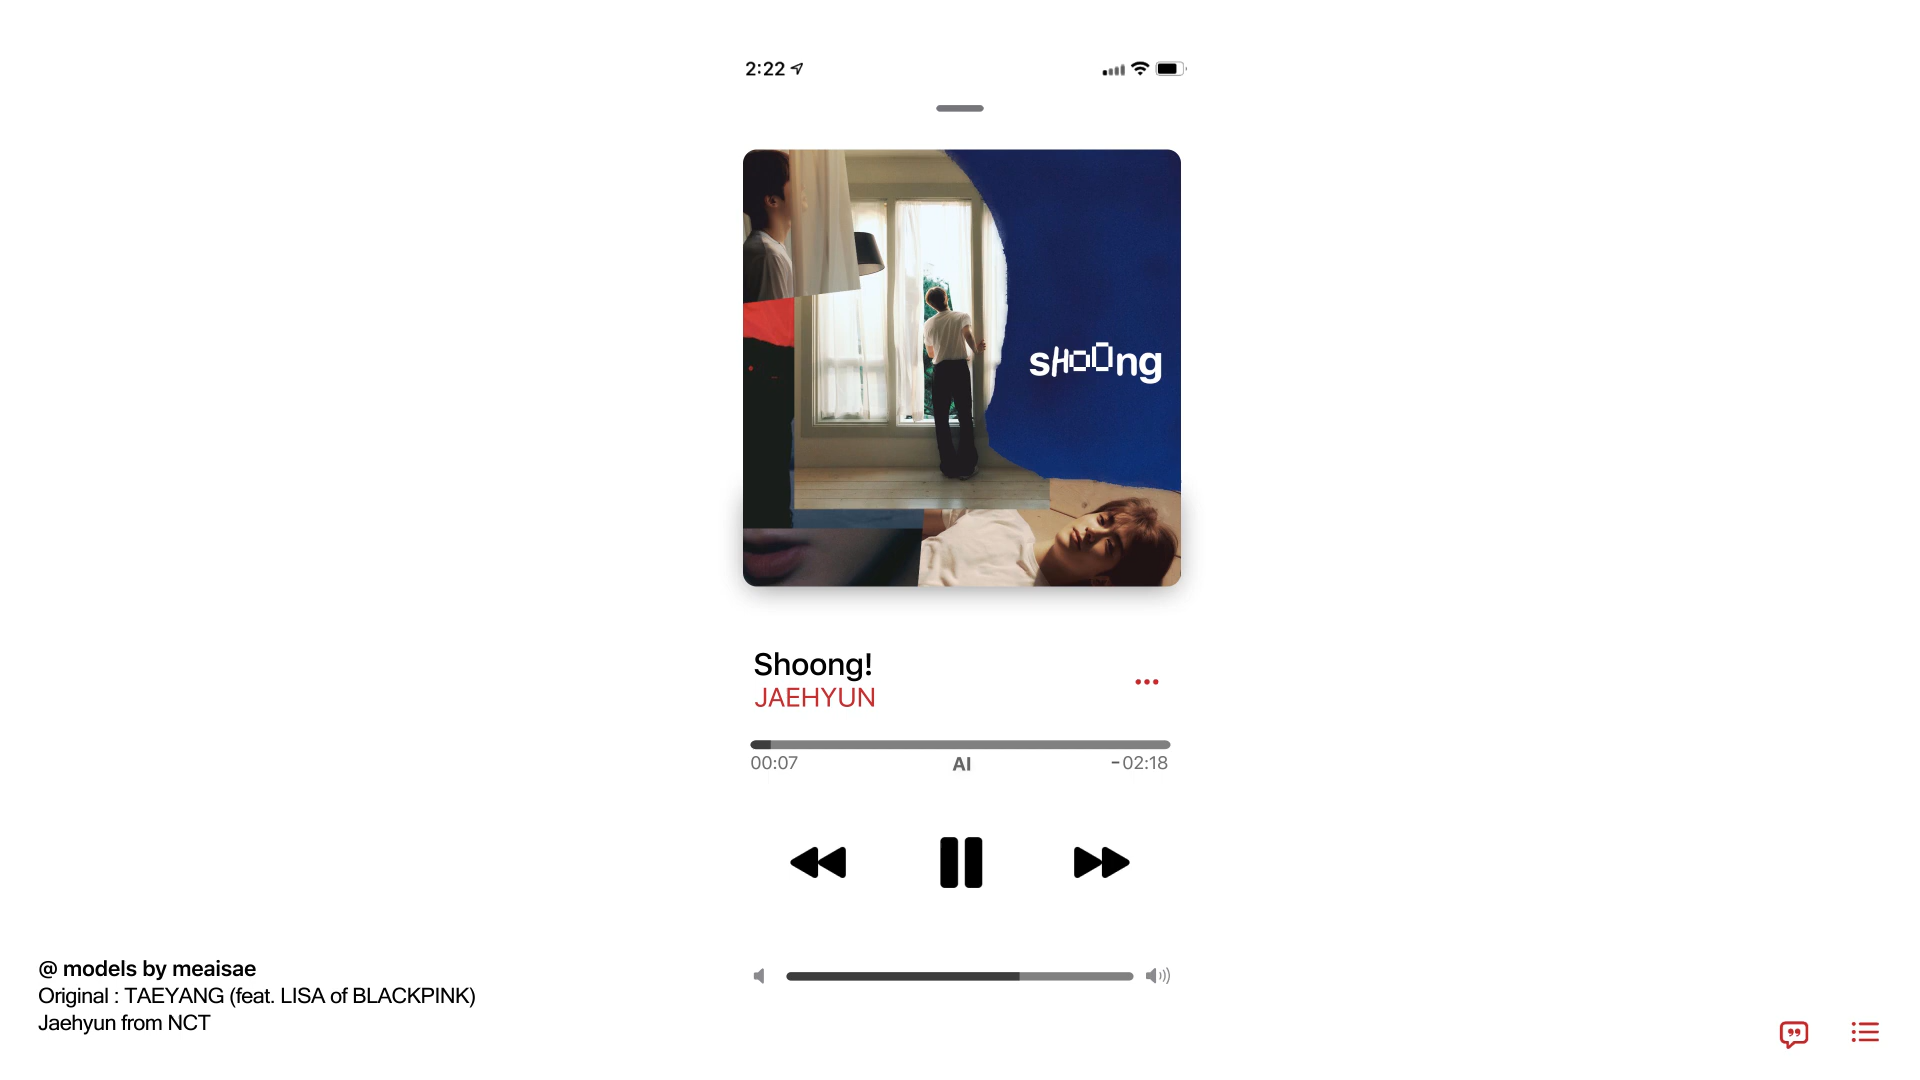 2:22
sHoOng
Shoong!
JAEHYUN
00:07
AI
-02:18
@ models by meaisae
Original : TAEYANG (feat. LISA of BLACKPINK)
Jaehyun from NCT